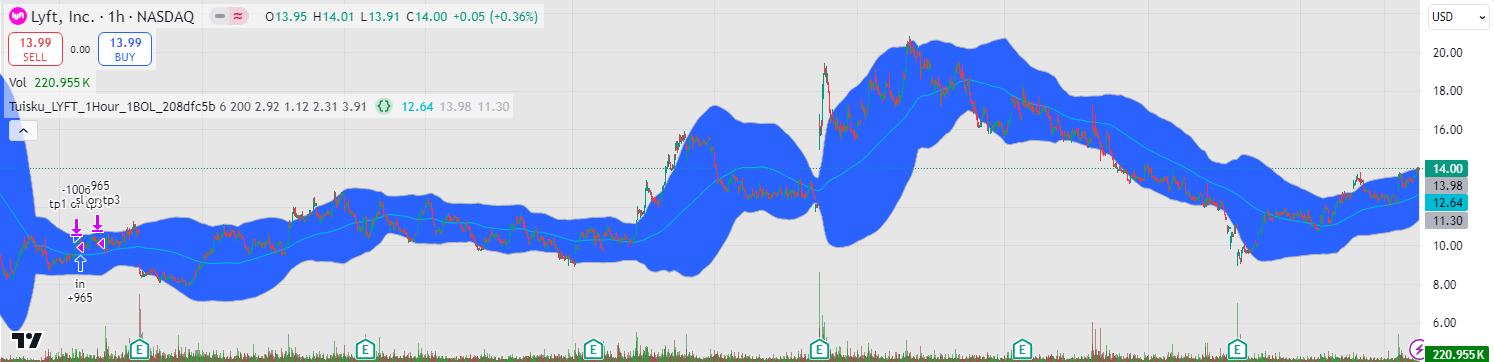 Lyft, Inc. · 1h · NASDAQ O13.95 H14.01 L13.91 C14.00 +0.05 (+0.36%)
USD
13.99 SELL 0.00 13.99 BUY
Vol 220.955 K
Tuisku_LYFT_1Hour_1BOL_208dfc5b 6 200 2.92 1.12 2.31 3.91 {} 12.64 13.98 11.30
20.00
18.00
16.00
14.00
13.98
12.64
11.30
10.00
8.00
6.00
220.955 K
-1006 965
tp1
tp3
in
+965
E E E E E E